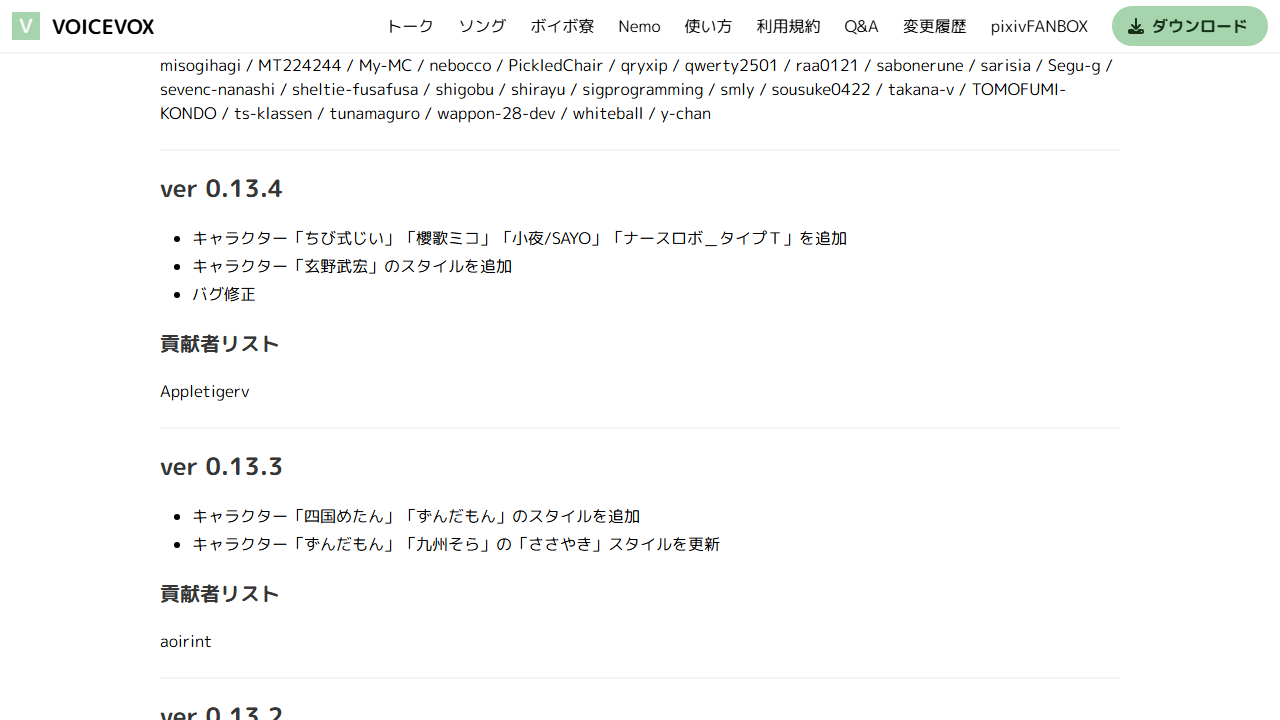 V VOICEVOX トーク ソング ボイボ寮 Nemo 使い方 利用規約 Q&A 変更履歴 pixivFANBOX ダウンロード
misogihagi / MT224244 / My-MC / nebocco / PickledChair / qryxip / qwerty2501 / raa0121 / sabonerune / sarisia / Segu-g /
sevenc-nanashi / sheltie-fusafusa / shigobu / shirayu / sigprogramming / smly / sousuke0422 / takana-v / TOMOFUMI-
KONDO / ts-klassen / tunamaguro / wappon-28-dev / whiteball / y-chan
ver 0.13.4
• キャラクター「ちび式じい」「櫻歌ミコ」「小夜/SAYO」「ナースロボ＿タイプＴ」を追加
• キャラクター「玄野武宏」のスタイルを追加
• バグ修正
貢献者リスト
Appletigerv
ver 0.13.3
• キャラクター「四国めたん」「ずんだもん」のスタイルを追加
• キャラクター「ずんだもん」「九州そら」の「ささやき」スタイルを更新
貢献者リスト
aoirint
ver 0.13.2